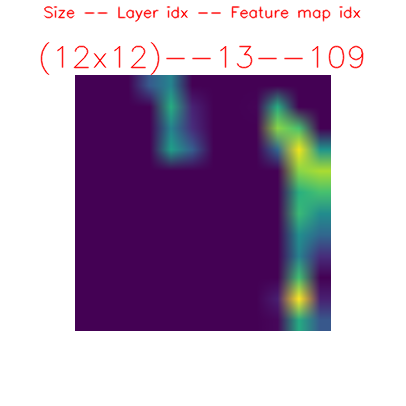 Size -- Layer idx -- Feature map idx
(12x12)--13--109